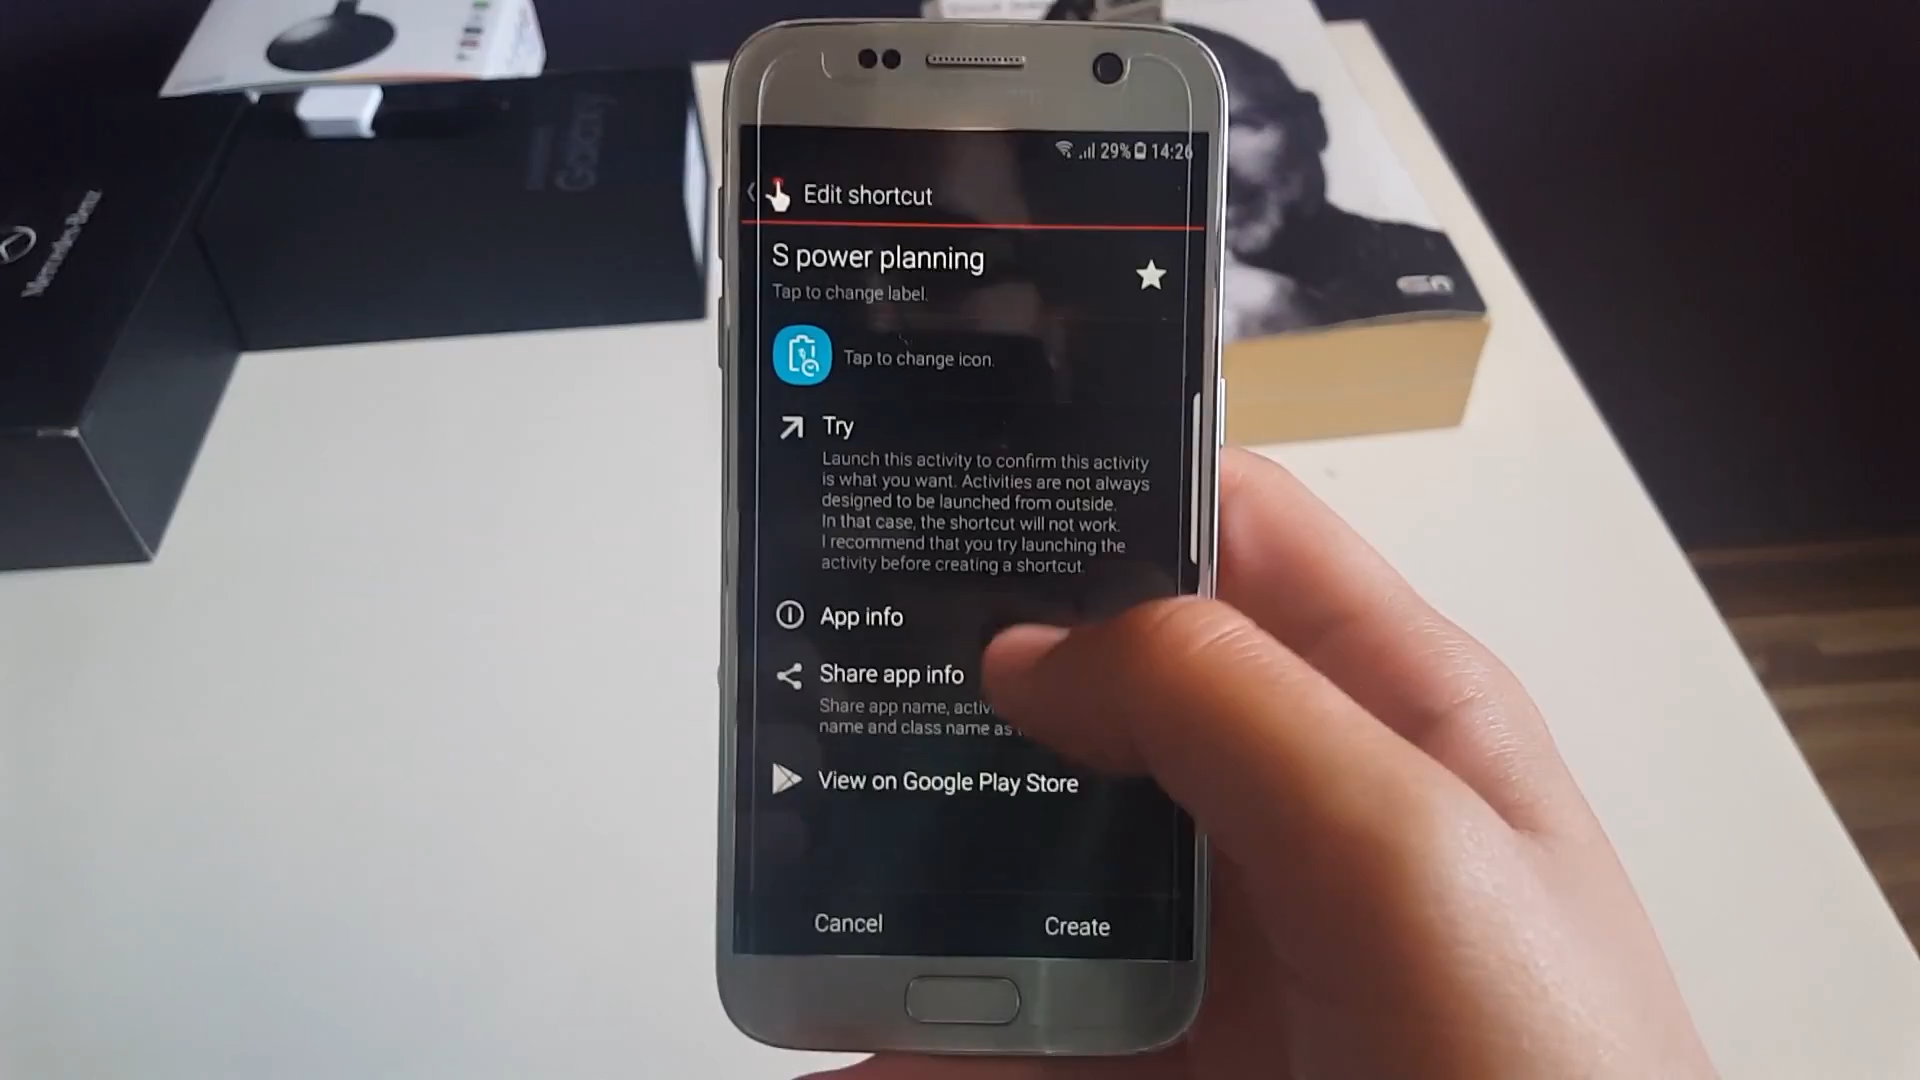 29% 14:26
Edit shortcut
S power planning
Tap to change label.
Tap to change icon.
Try
Launch this activity to confirm this activity
is what you want. Activities are not always
designed to be launched from outside.
In that case, the shortcut will not work.
I recommend that you try launching the
activity before creating a shortcut.
App info
Share app info
Share app name,
name and class name as
View on Google Play Store
Cancel Create
Galaxy
Mercedes-Benz